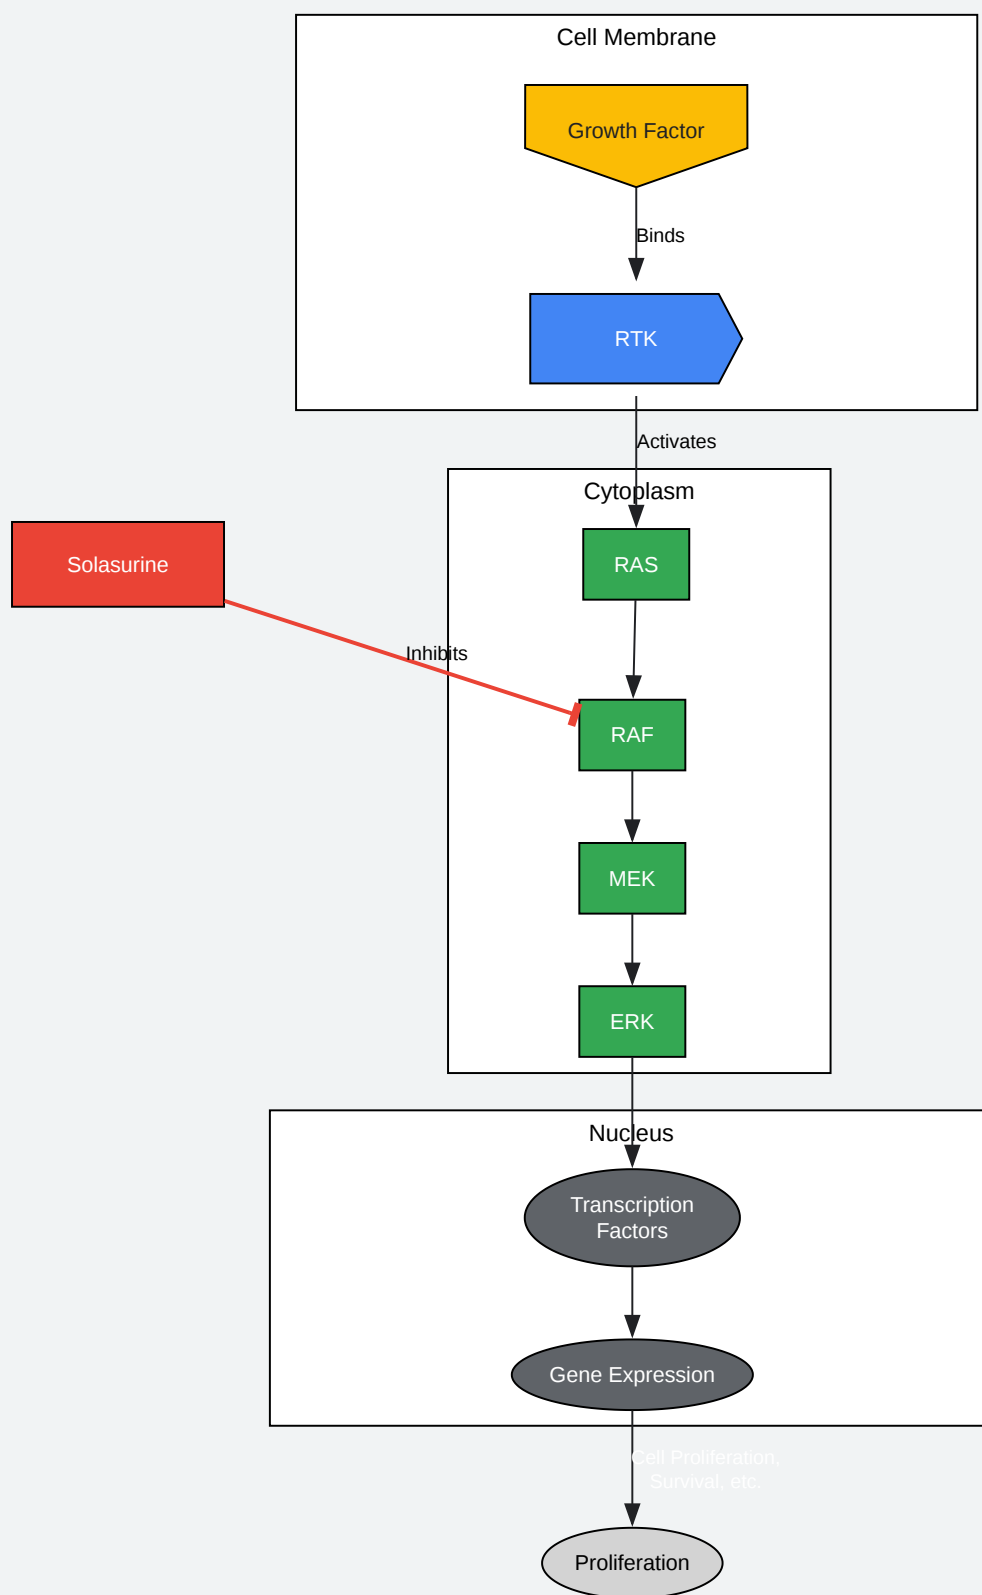 Cell Membrane
Growth Factor
Binds
RTK
Activates
Cytoplasm
RAS
Solasurine
Inhibits
RAF
MEK
ERK
Nucleus
Transcription
Factors
Gene Expression
Cell Proliferation,
Survival, etc.
Proliferation